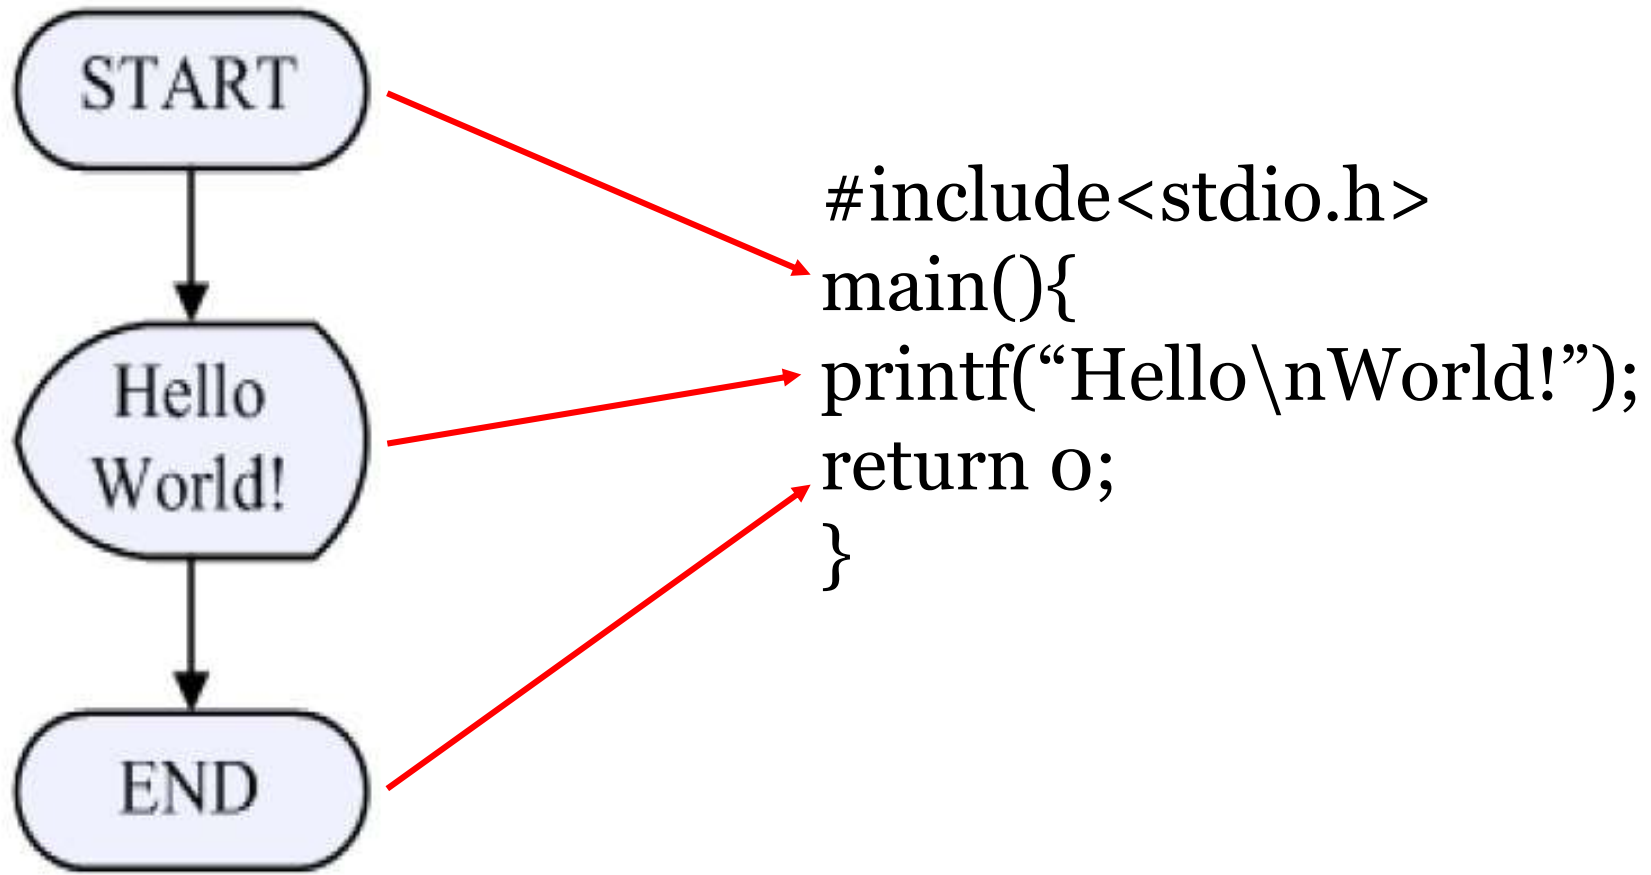 START
Hello
World!
END
#include<stdio.h>
main(){
printf(“Hello\nWorld!”);
return 0;
}